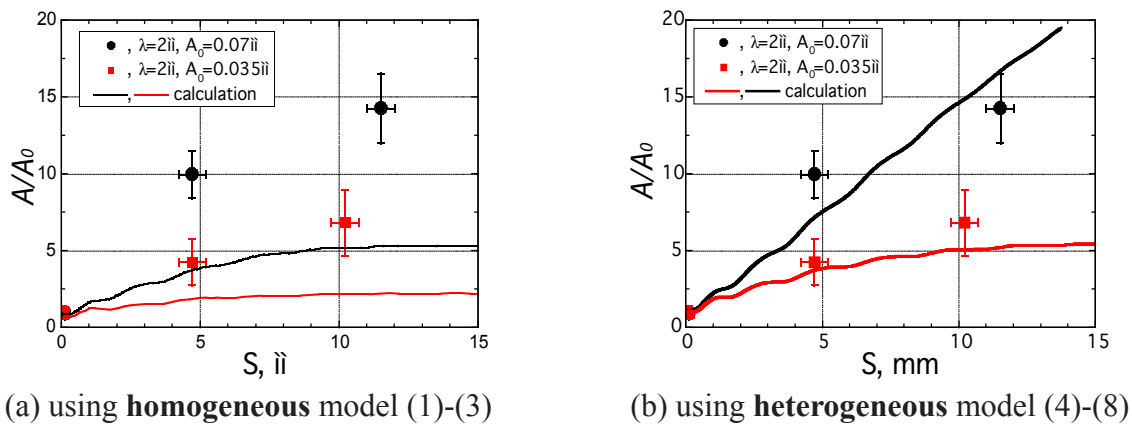 20
15
10
5
0
A/A0
0
5
10
15
S, ìì
, λ=2ìì, A0=0.07ìì
, λ=2ìì, A0=0.035ìì
, calculation
(a) using homogeneous model (1)-(3)
20
15
10
5
0
A/A0
0
5
10
15
S, mm
, λ=2ìì, A0=0.07ìì
, λ=2ìì, A0=0.035ìì
, calculation
(b) using heterogeneous model (4)-(8)